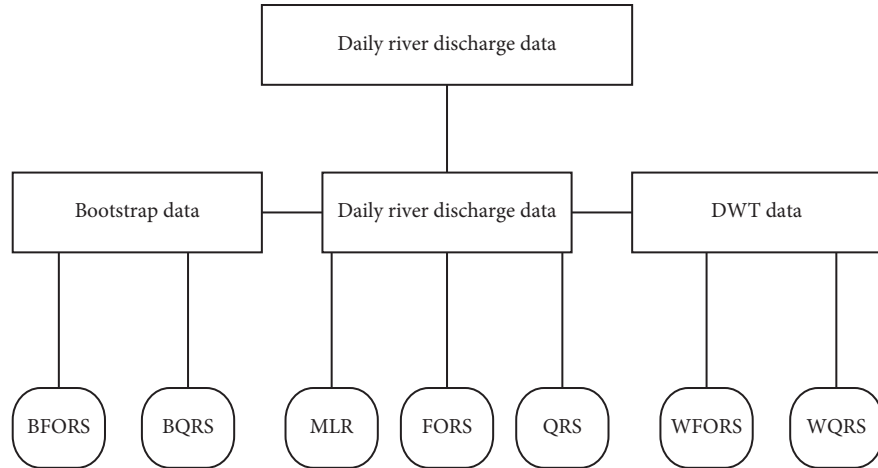 Daily river discharge data
Bootstrap data
Daily river discharge data
DWT data
BFORS
BQRS
MLR
FORS
QRS
WFORS
WQRS